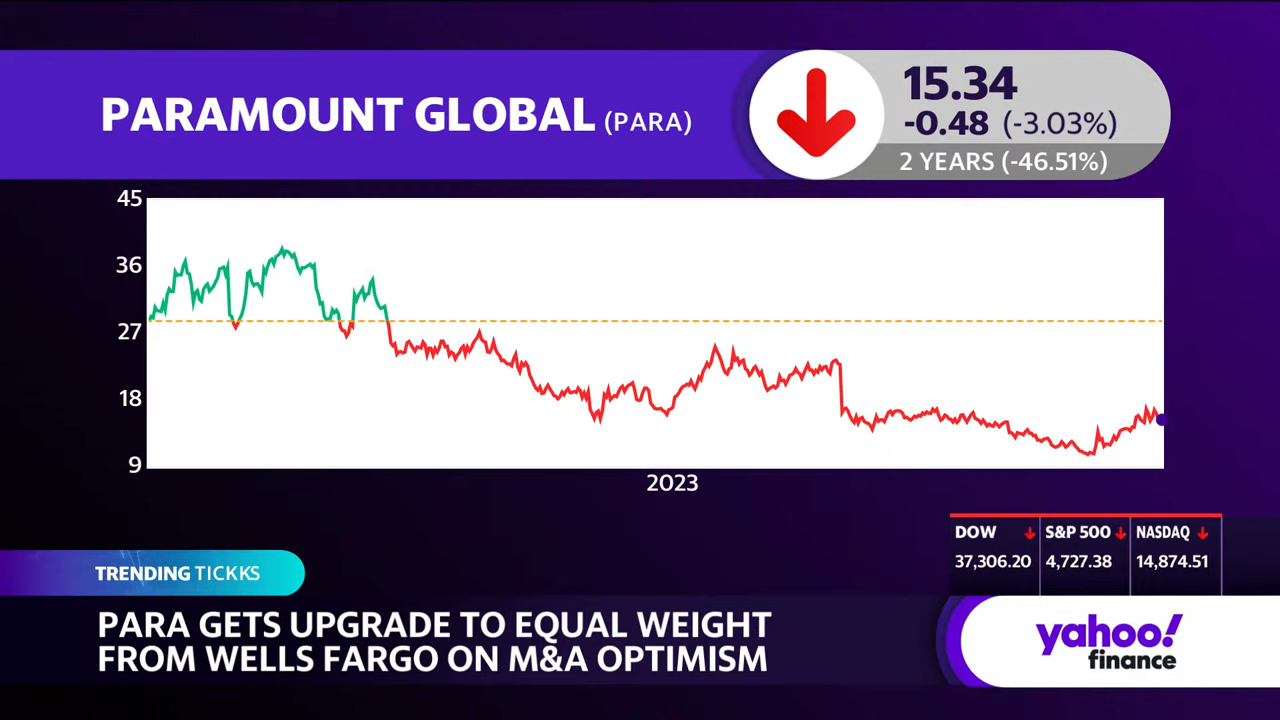 PARAMOUNT GLOBAL (PARA)
15.34
-0.48 (-3.03%)
2 YEARS (-46.51%)
45
36
27
18
9
2023
DOW S&P 500 NASDAQ
37,306.20 4,727.38 14,874.51
TRENDING TICKKS
PARA GETS UPGRADE TO EQUAL WEIGHT
FROM WELLS FARGO ON M&A OPTIMISM
yahoo!
finance